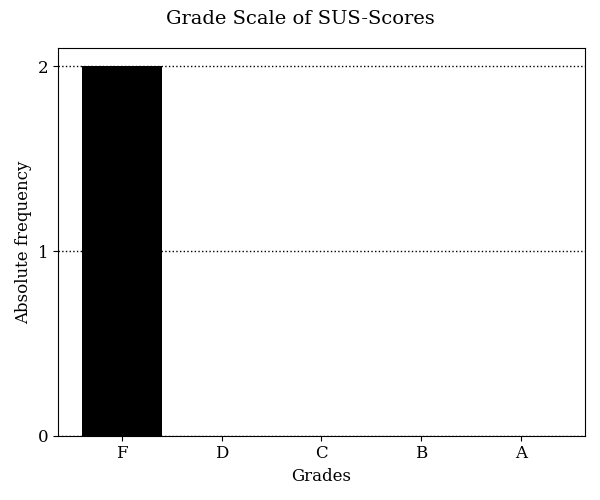 Grade Scale of SUS-Scores
Absolute frequency
2
1
0
F D C B A
Grades